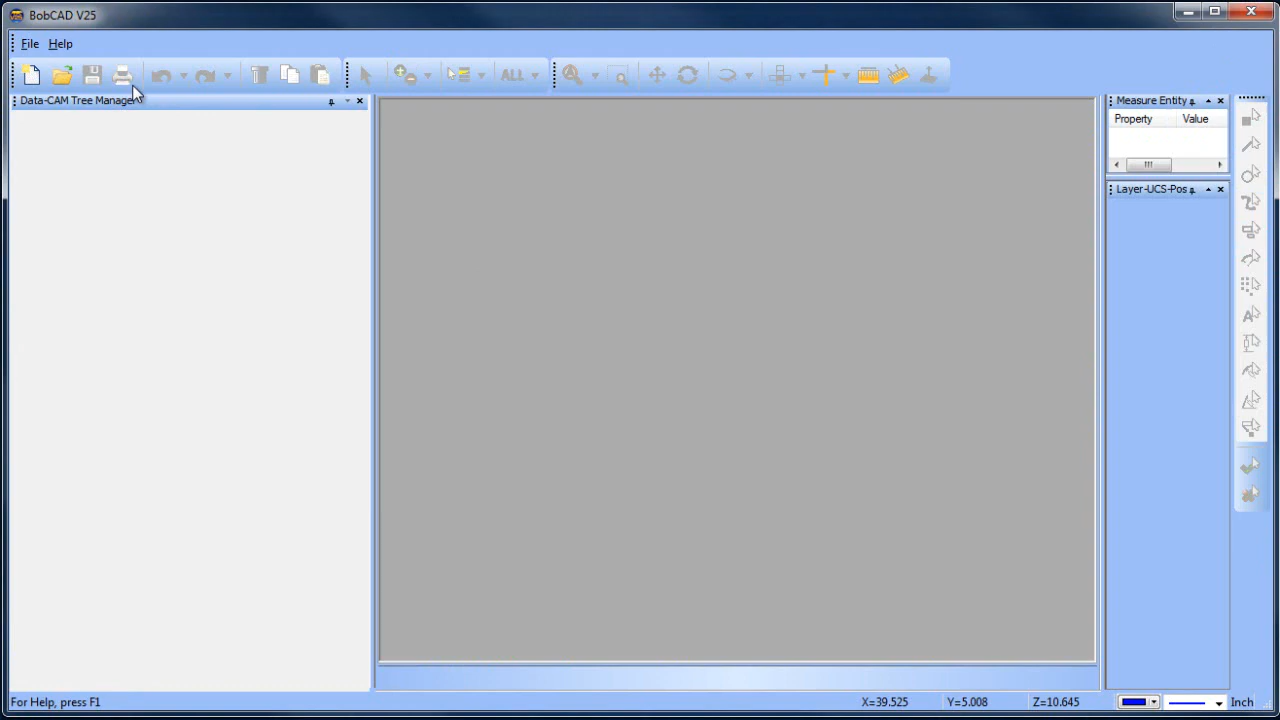 BobCAD V25
File Help
ALL
Data-CAM Tree Manager
Measure Entity
Property Value
Layer-UCS-Pos
For Help, press F1 X=39.525 Y=5.008 Z=10.645 Inch